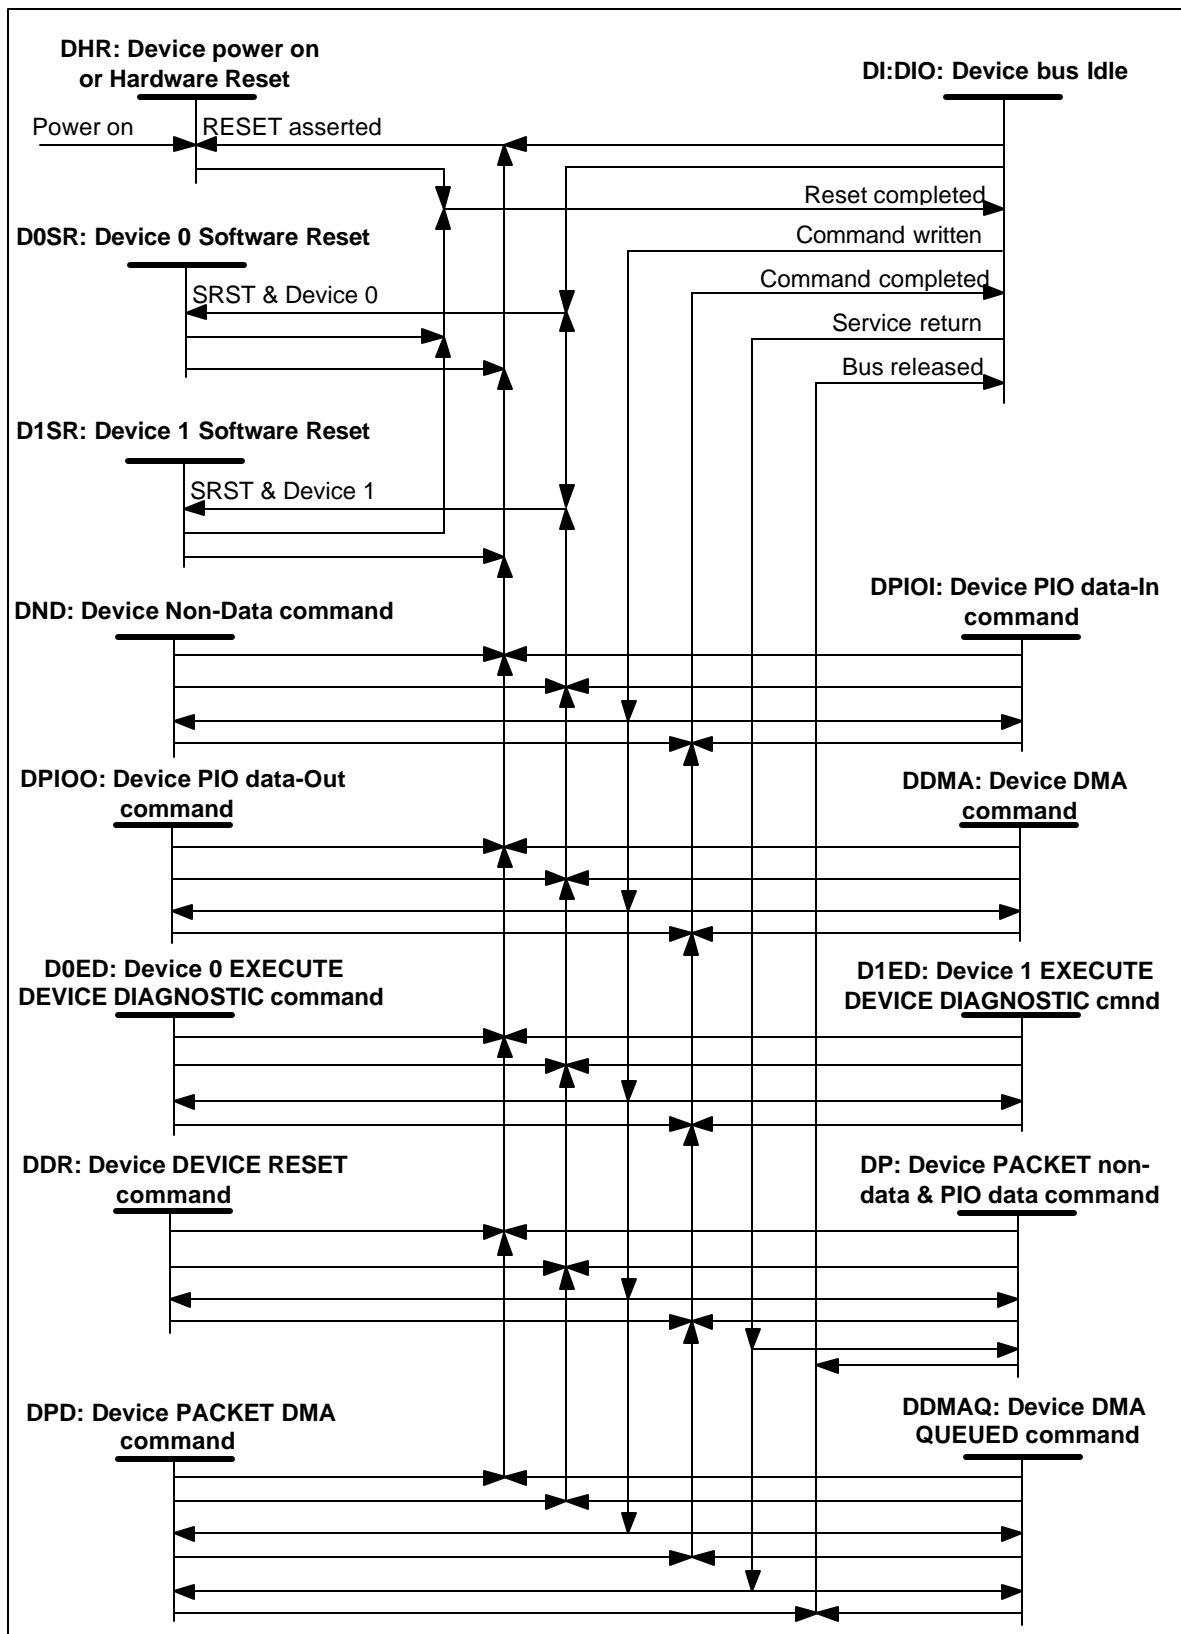 DHR: Device power on
or Hardware Reset
DI:DIO: Device bus Idle
Power on
RESET asserted
Reset completed
D0SR: Device 0 Software Reset
Command written
SRST & Device 0
Command completed
Service return
Bus released
D1SR: Device 1 Software Reset
SRST & Device 1
DND: Device Non-Data command
DPIOI: Device PIO data-In
command
DPIOO: Device PIO data-Out
command
DDMA: Device DMA
command
D0ED: Device 0 EXECUTE
DEVICE DIAGNOSTIC command
D1ED: Device 1 EXECUTE
DEVICE DIAGNOSTIC cmnd
DDR: Device DEVICE RESET
command
DP: Device PACKET non-
data & PIO data command
DPD: Device PACKET DMA
command
DDMAQ: Device DMA
QUEUED command